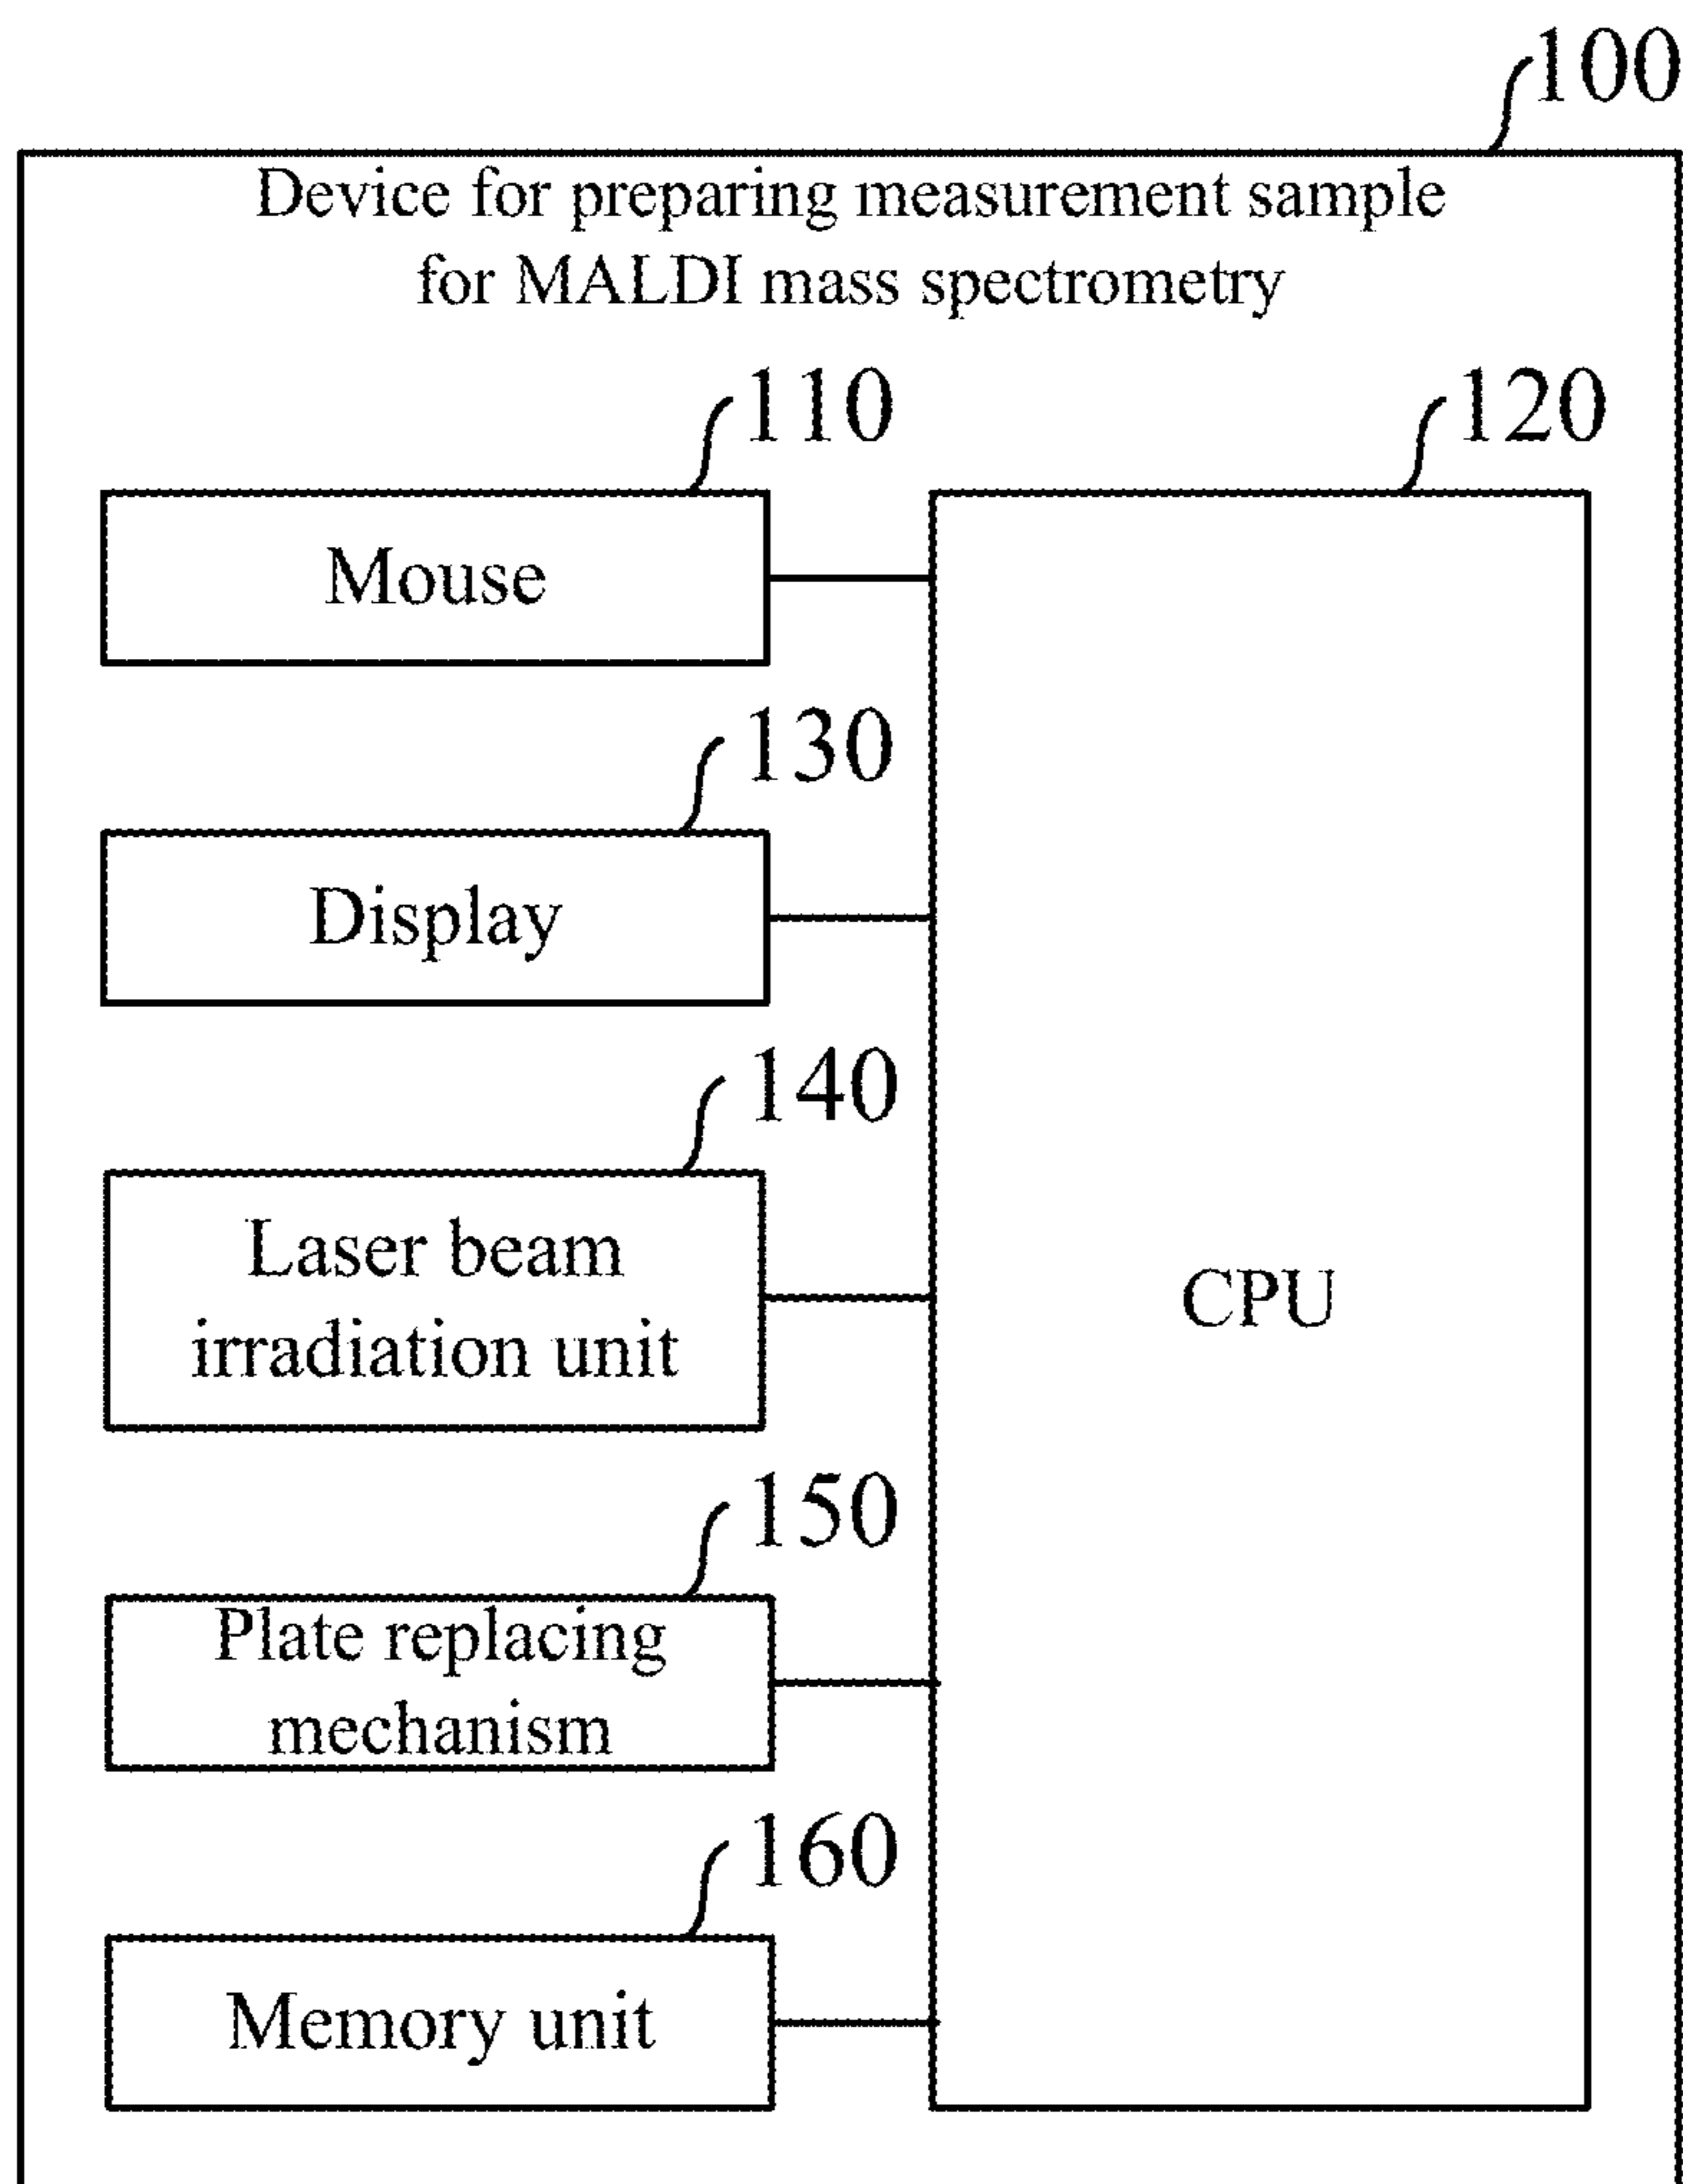 100
Device for preparing measurement sample
for MALDI mass spectrometry
110
120
Mouse
130
Display
140
Laser beam
irradiation unit
CPU
150
Plate replacing
mechanism
160
Memory unit